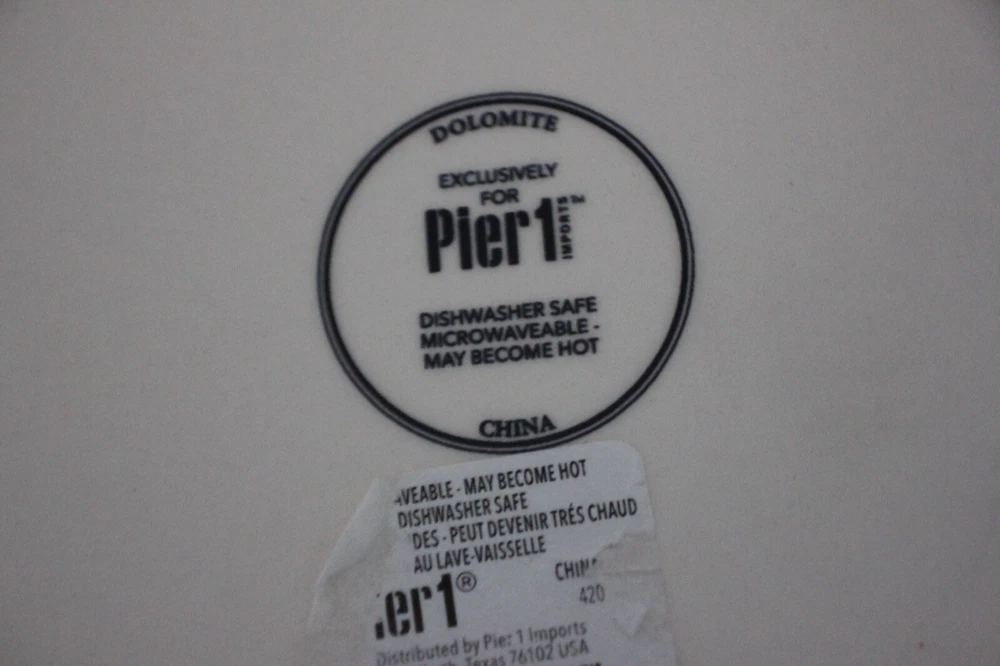 DOLOMITE
EXCLUSIVELY
FOR
Pier1 IMPORTS™
DISHWASHER SAFE
MICROWAVEABLE -
MAY BECOME HOT
CHINA
AVEABLE - MAY BECOME HOT
DISHWASHER SAFE
DES - PEUT DEVENIR TRÉS CHAUD
AU LAVE-VAISSELLE
ier1®
420
Distributed by Pier 1 Imports
Texas 76102 USA